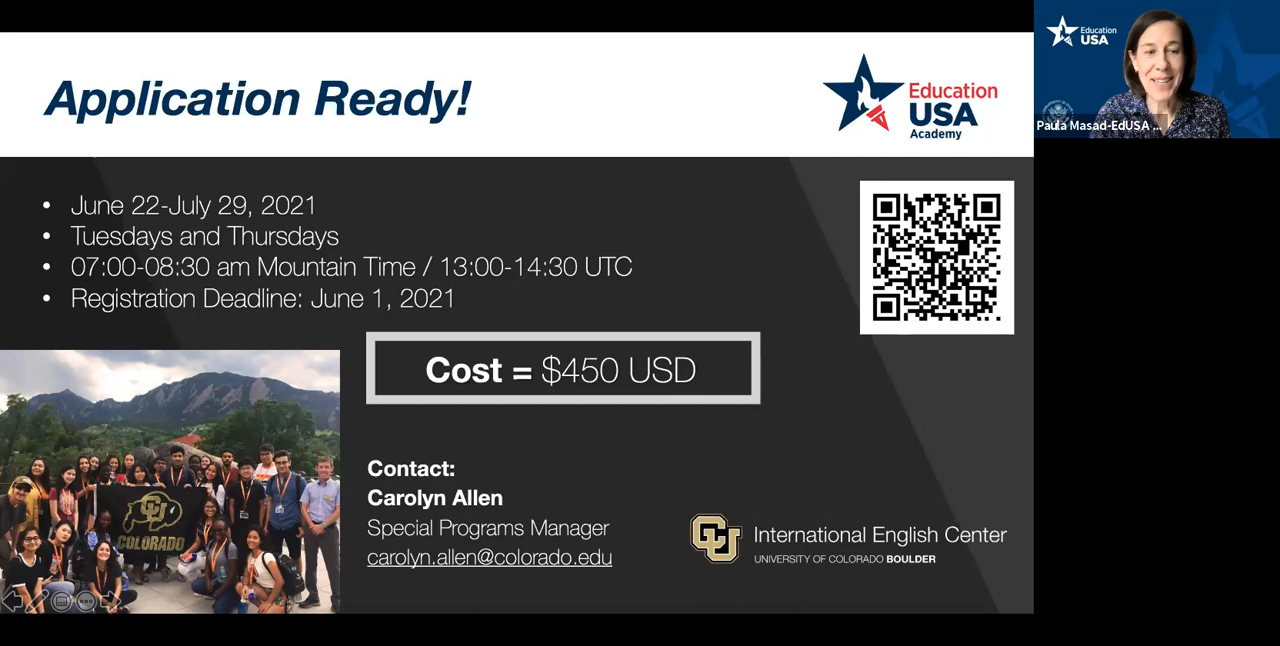 Application Ready!
Education
USA
Academy
• June 22-July 29, 2021
• Tuesdays and Thursdays
• 07:00-08:30 am Mountain Time / 13:00-14:30 UTC
• Registration Deadline: June 1, 2021
Cost = $450 USD
Contact:
Carolyn Allen
Special Programs Manager
carolyn.allen@colorado.edu
CU
International English Center
UNIVERSITY OF COLORADO BOULDER
CU
COLORADO
Education
USA
Paula Masad-EdUSA ...